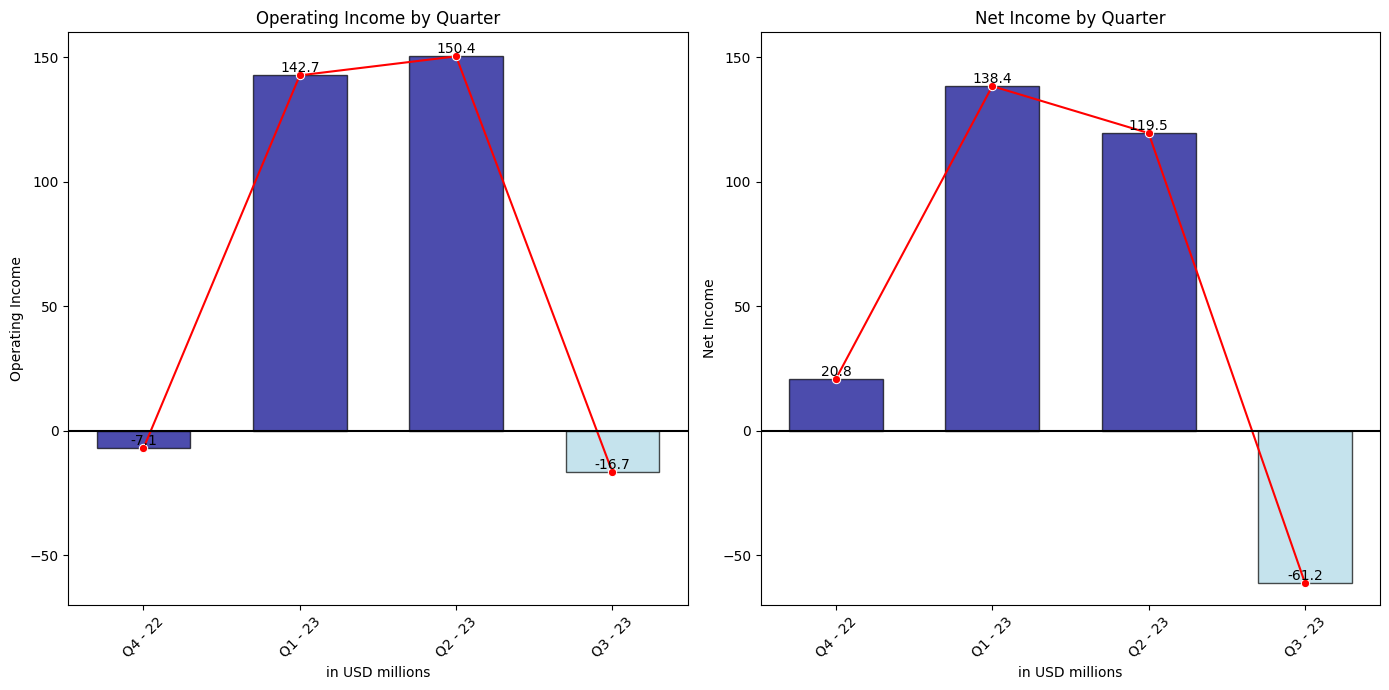 Operating Income by Quarter
Operating Income
150
100
50
0
−50
-7.1
142.7
150.4
-16.7
Q4 - 22
Q1 - 23
Q2 - 23
Q3 - 23
in USD millions
Net Income by Quarter
Net Income
150
100
50
0
−50
20.8
138.4
119.5
-61.2
Q4 - 22
Q1 - 23
Q2 - 23
Q3 - 23
in USD millions